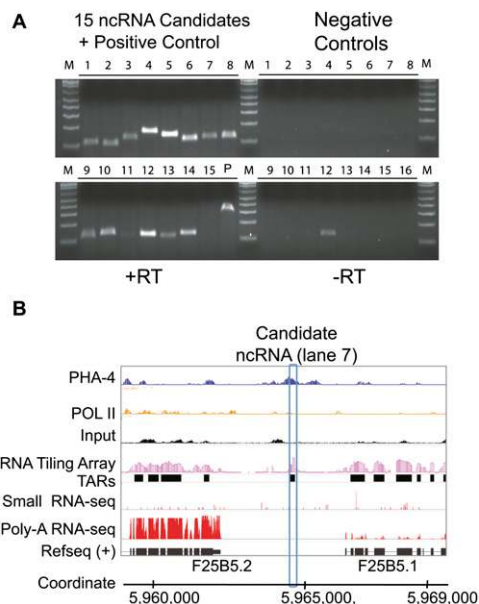 A
15 ncRNA Candidates
+ Positive Control
Negative
Controls
M 1 2 3 4 5 6 7 8 M 1 2 3 4 5 6 7 8 M
M 9 10 11 12 13 14 15 P M 9 10 11 12 13 14 15 16 M
+RT
-RT
B
Candidate
ncRNA (lane 7)
PHA-4
POL II
Input
RNA Tiling Array
TARs
Small RNA-seq
Poly-A RNA-seq
Refseq (+)
F25B5.2 F25B5.1
Coordinate
5,960,000 5,965,000 5,969,000